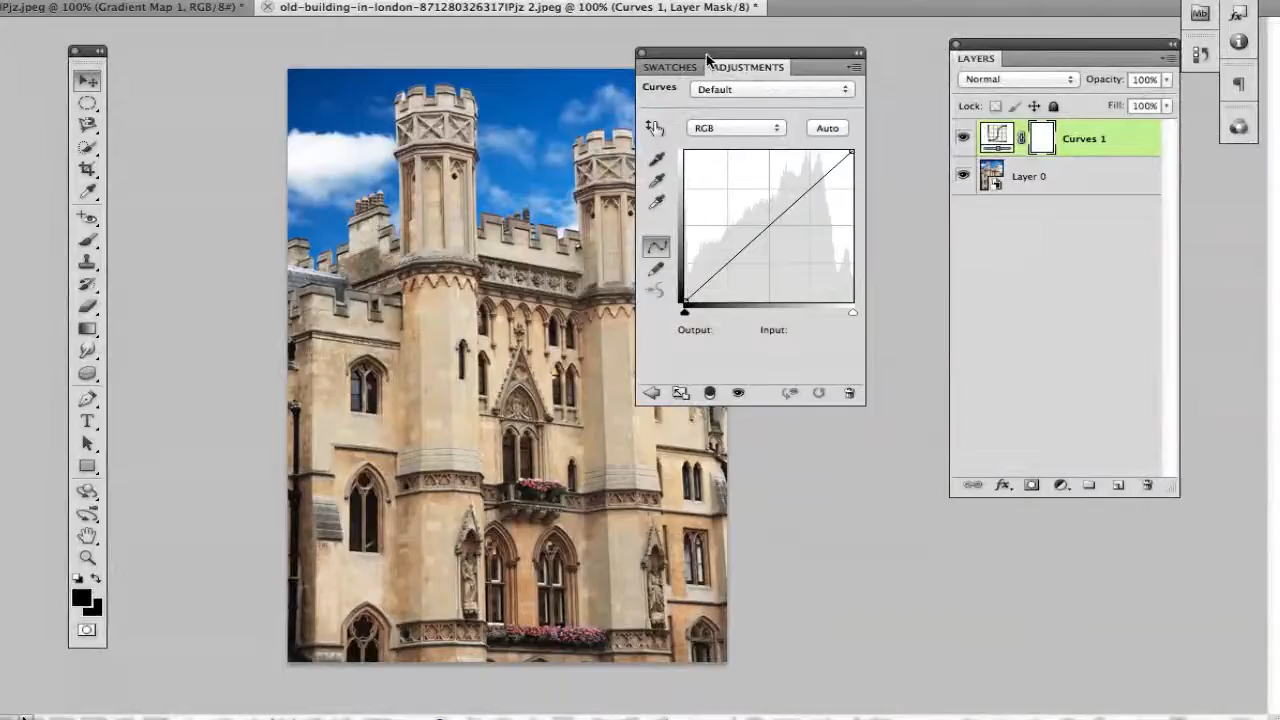 IPjz.jpeg @ 100% (Gradient Map 1, RGB/8#) *
old-building-in-london-871280326317IPjz 2.jpeg @ 100% (Curves 1, Layer Mask/8) *
Mb
fx
SWATCHES
ADJUSTMENTS
Curves
Default
RGB
Auto
Output:
Input:
LAYERS
Normal
Opacity:
100%
Lock:
Fill:
100%
Curves 1
Layer 0
fx.
T